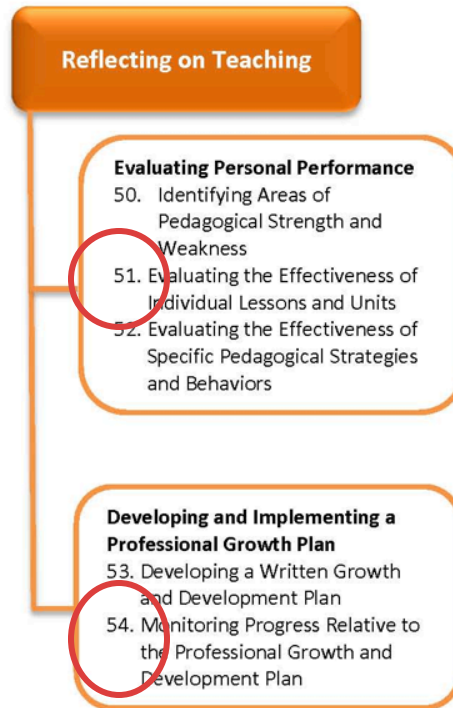 Reflecting on Teaching
Evaluating Personal Performance
50. Identifying Areas of
Pedagogical Strength and
Weakness
51. Evaluating the Effectiveness of
Individual Lessons and Units
52. Evaluating the Effectiveness of
Specific Pedagogical Strategies
and Behaviors
Developing and Implementing a
Professional Growth Plan
53. Developing a Written Growth
and Development Plan
54. Monitoring Progress Relative to
the Professional Growth and
Development Plan